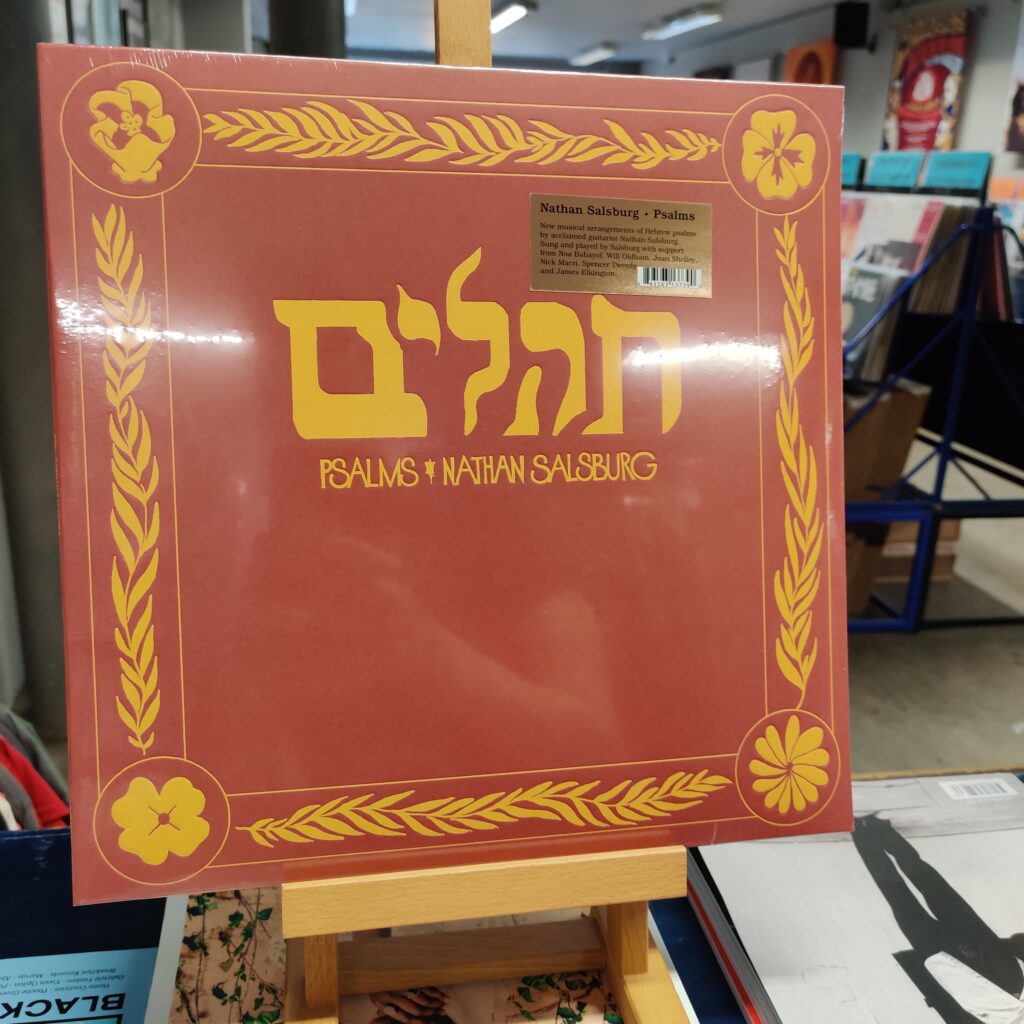 Nathan Salsburg • Psalms
New musical arrangements of Hebrew psalms
by acclaimed guitarist Nathan Salsburg.
Sung and played by Salsburg with support
from Noa Babayof, Will Oldham, Joan Shelley,
Nick Macri, Spencer Tweedy
and James Elkington.
תהלים
PSALMS NATHAN SALSBURG
BLACK